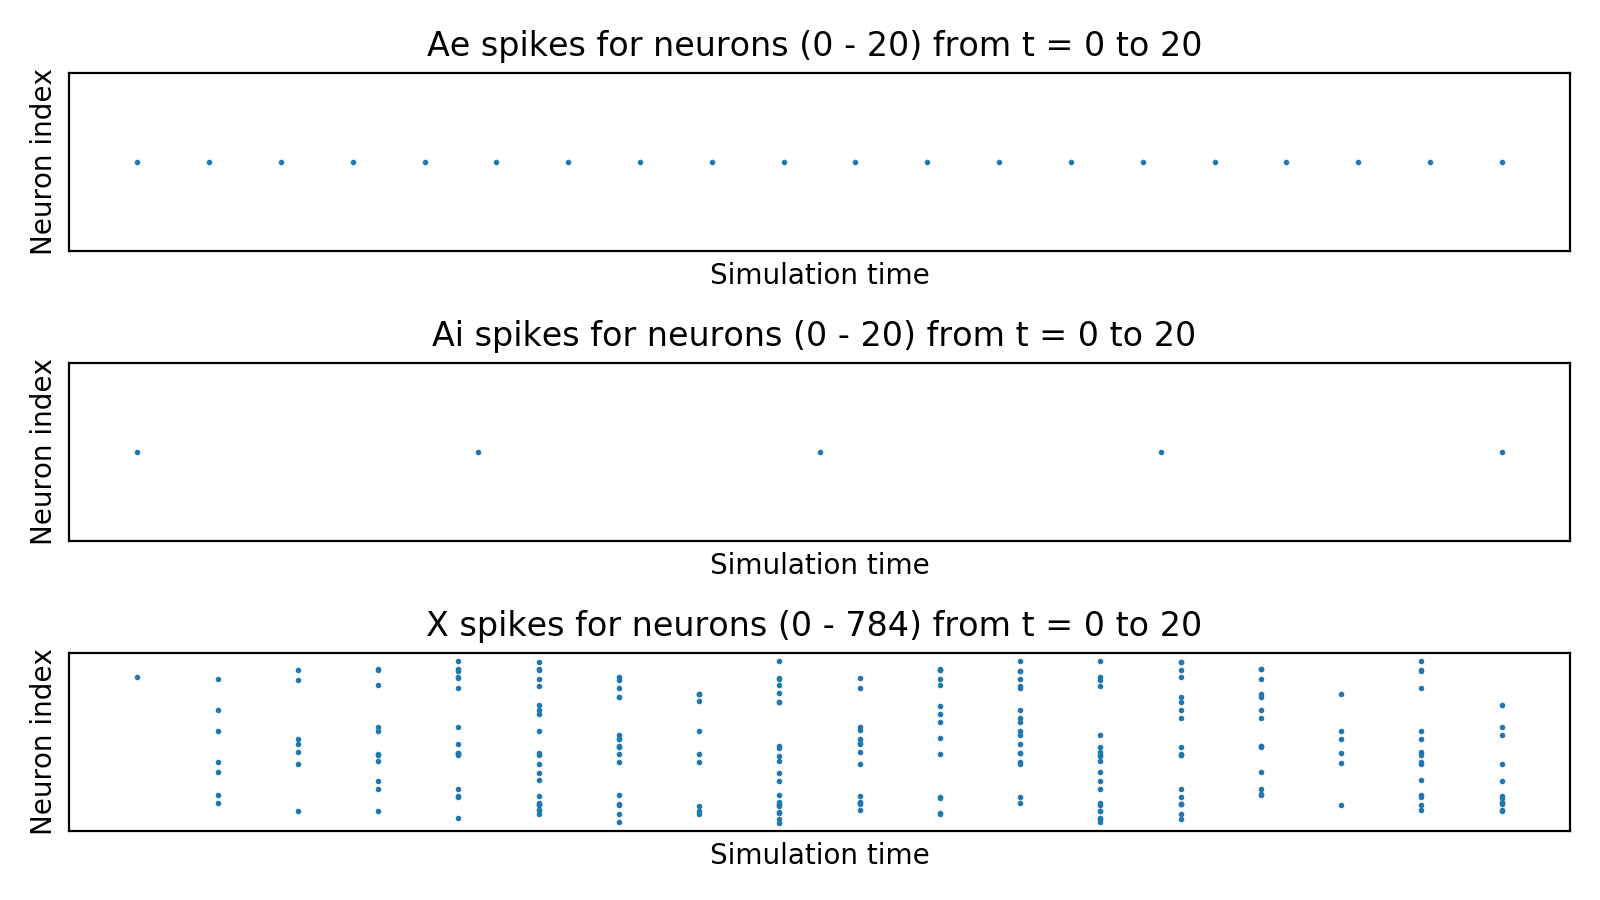 Ae spikes for neurons (0 - 20) from t = 0 to 20
Neuron index
Simulation time
Ai spikes for neurons (0 - 20) from t = 0 to 20
Neuron index
Simulation time
X spikes for neurons (0 - 784) from t = 0 to 20
Neuron index
Simulation time